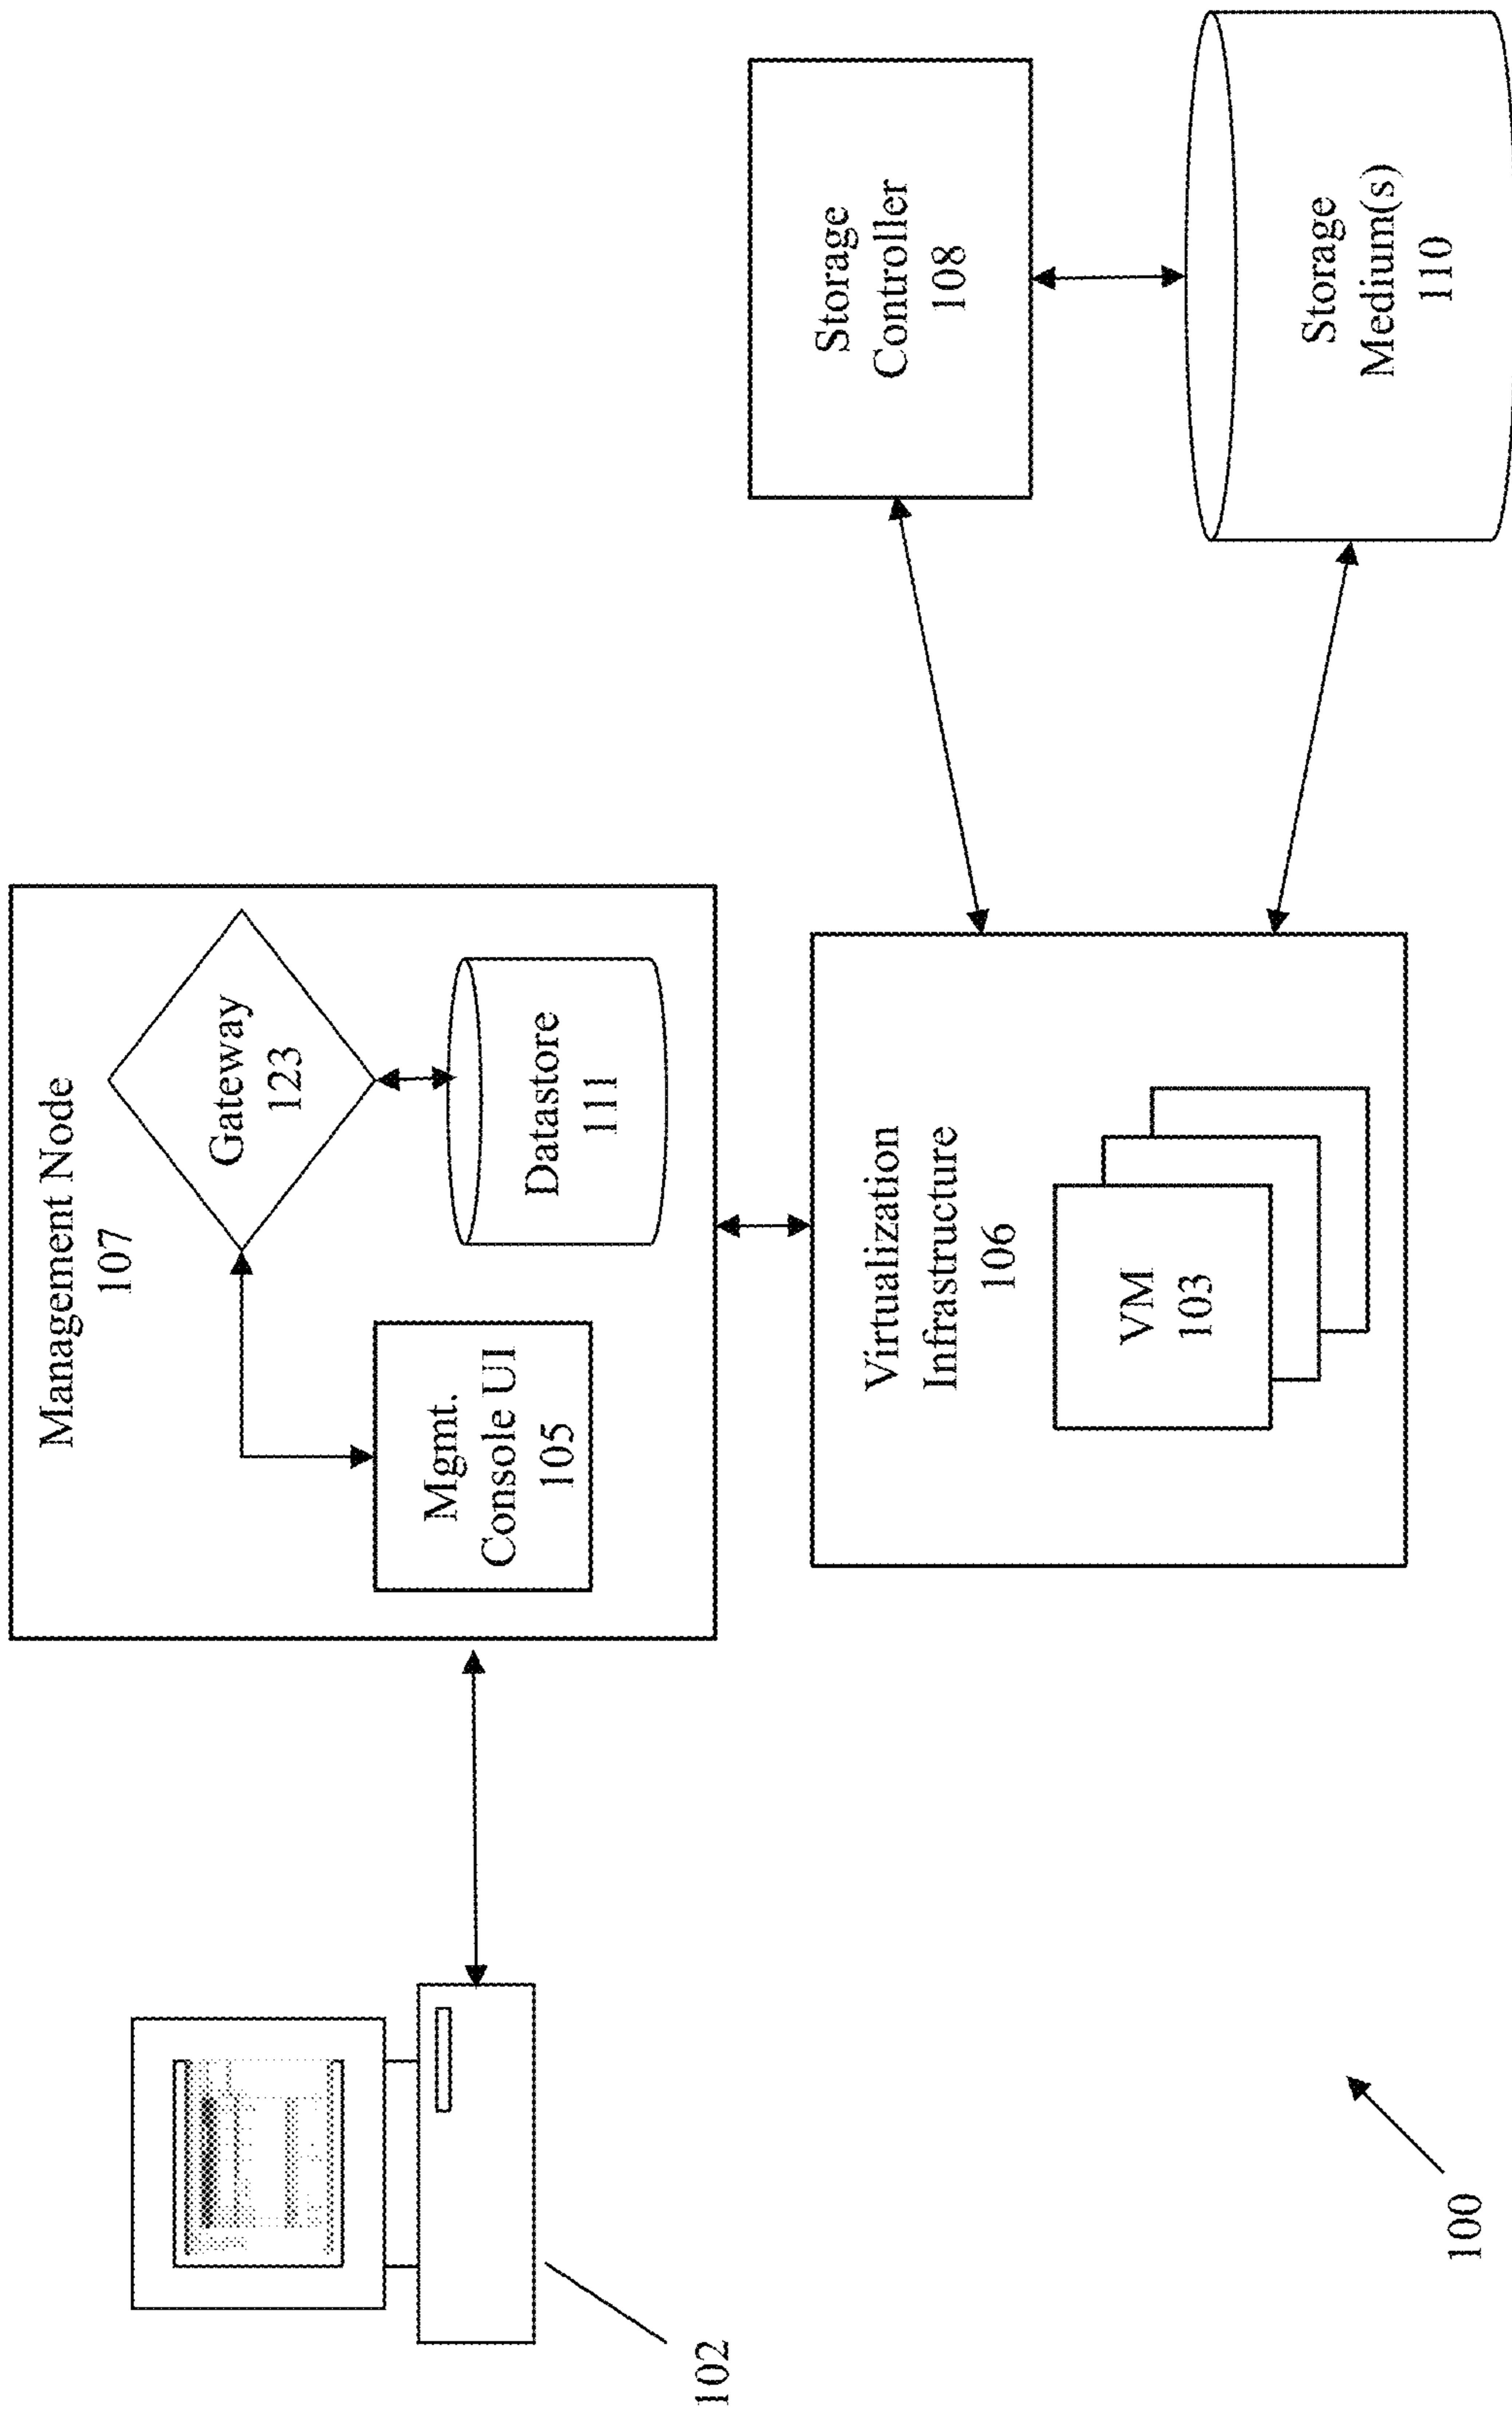 Management Node
107
Gateway
123
Mgmt.
Console UI
105
Datastore
111
102
Virtualization
Infrastructure
106
VM
103
Storage
Controller
108
Storage
Medium(s)
110
100